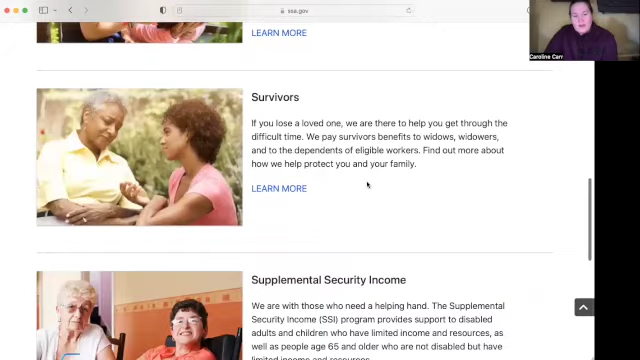 ssa.gov
LEARN MORE
Caroline Carr
Survivors
If you lose a loved one, we are there to help you get through the
difficult time. We pay survivors benefits to widows, widowers,
and to the dependents of eligible workers. Find out more about
how we help protect you and your family.
LEARN MORE
Supplemental Security Income
We are with those who need a helping hand. The Supplemental
Security Income (SSI) program provides support to disabled
adults and children who have limited income and resources, as
well as people age 65 and older who are not disabled but have
limited income and resources.